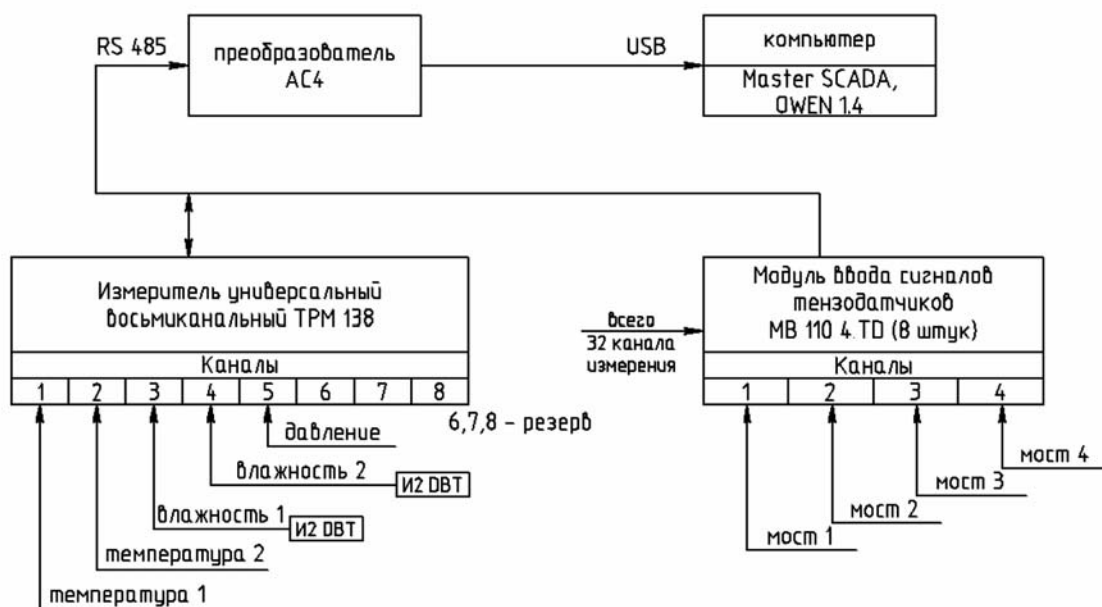 RS 485
преобразователь
АС4
USB
компьютер
Master SCADA,
OWEN 1.4
Измеритель универсальный
восьмиканальный ТРМ 138
Каналы
1 2 3 4 5 6 7 8
6,7,8 – резерв
давление
влажность 2
И2 DBT
влажность 1
И2 DBT
температура 2
температура 1
всего
32 канала
измерения
Модуль ввода сигналов
тензодатчиков
МВ 110 4.TD (8 штук)
Каналы
1 2 3 4
мост 4
мост 3
мост 2
мост 1